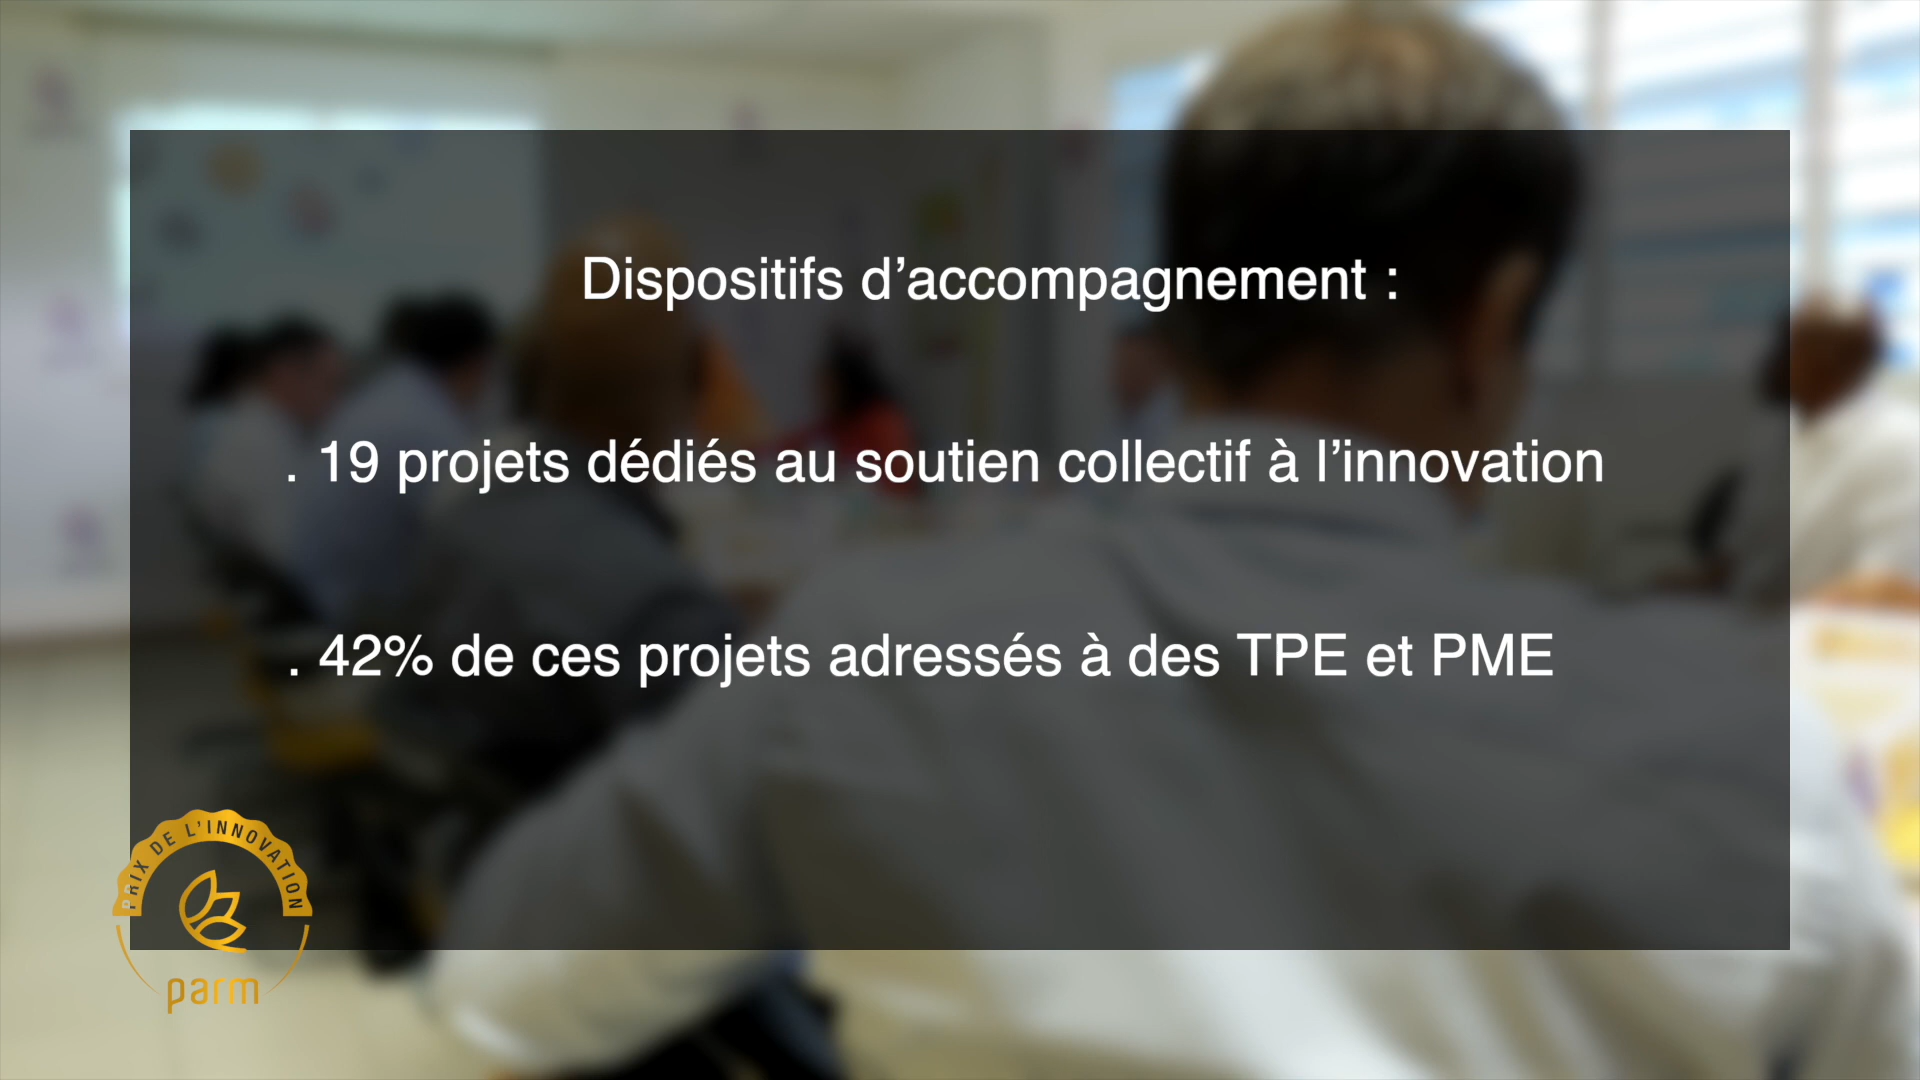 Dispositifs d’accompagnement :
. 19 projets dédiés au soutien collectif à l’innovation
. 42% de ces projets adressés à des TPE et PME
PRIX DE L’INNOVATION
parm